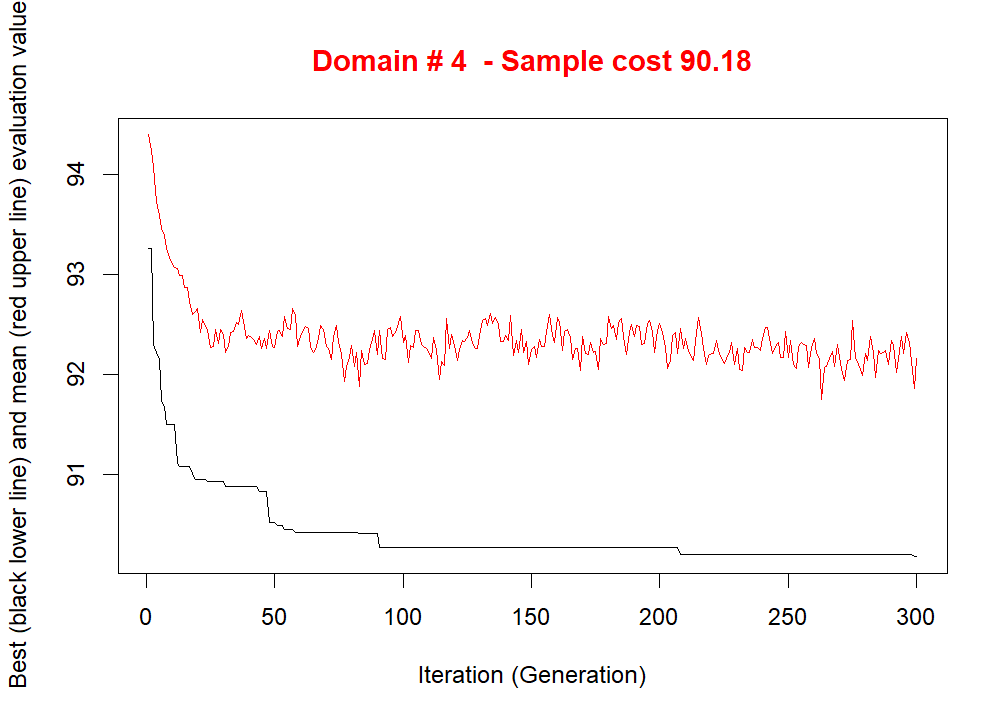 Domain # 4  - Sample cost 90.18
Best (black lower line) and mean (red upper line) evaluation value
94
93
92
91
0 50 100 150 200 250 300
Iteration (Generation)